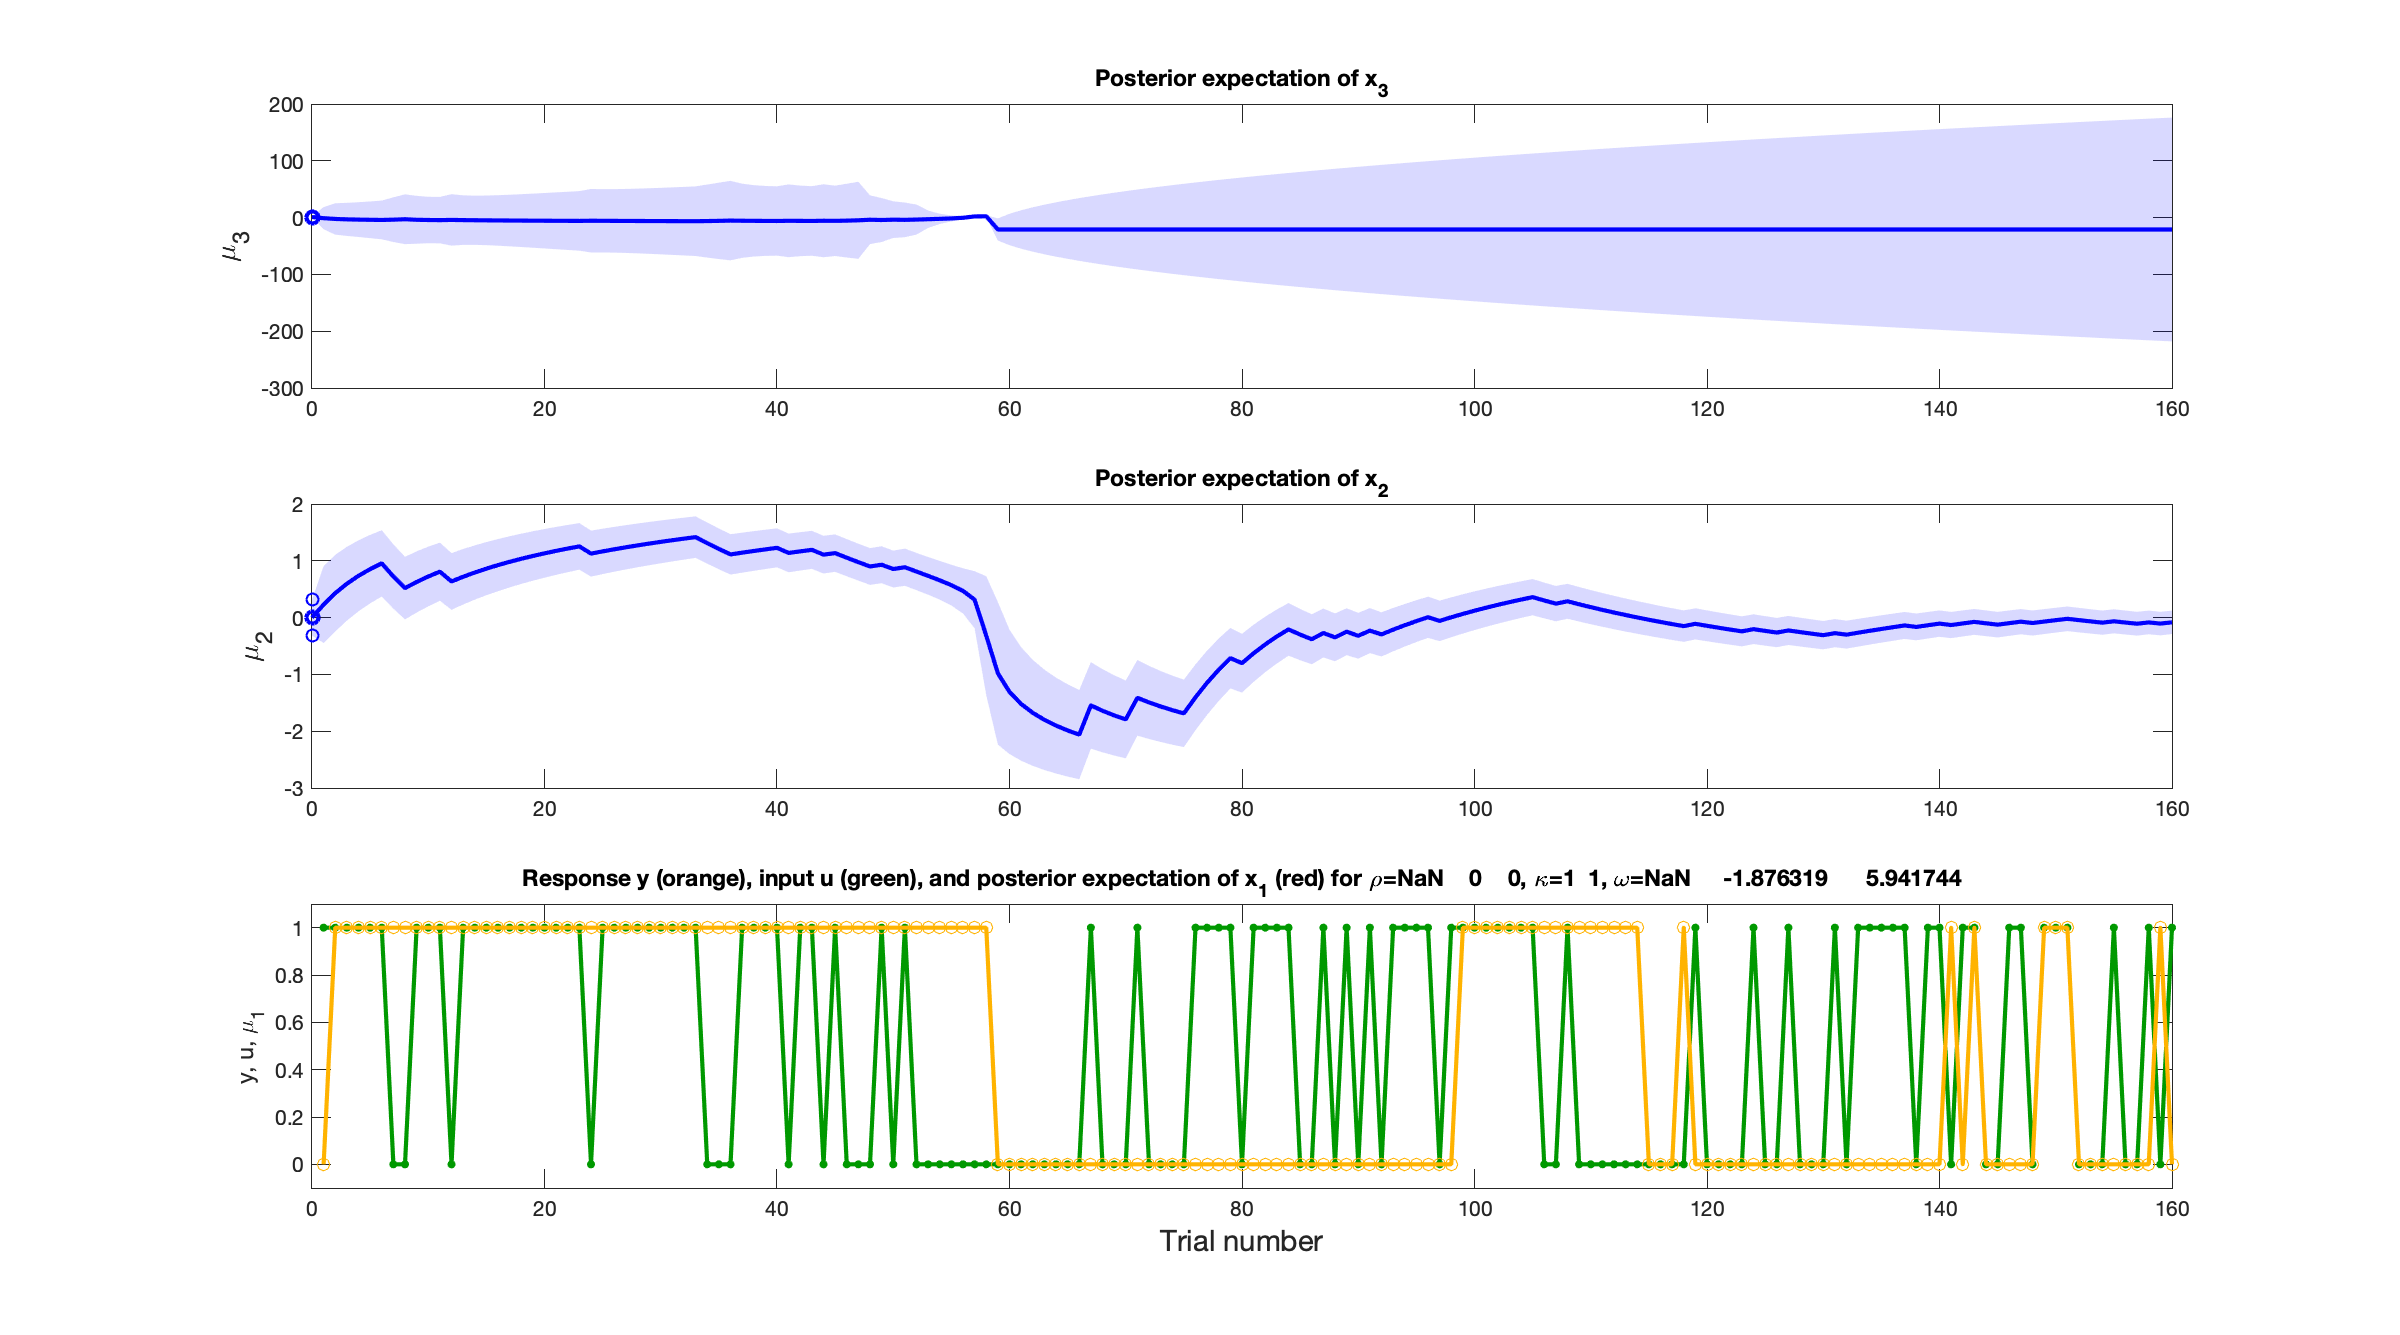 Posterior expectation of x3
200
100
0
-100
-200
-300
μ3
0 20 40 60 80 100 120 140 160
Posterior expectation of x2
2
1
0
-1
-2
-3
μ2
0 20 40 60 80 100 120 140 160
Response y (orange), input u (green), and posterior expectation of x1 (red) for ρ=NaN 0 0, κ=1 1, ω=NaN -1.876319 5.941744
1
0.8
0.6
0.4
0.2
0
y, u, μ1
0 20 40 60 80 100 120 140 160
Trial number